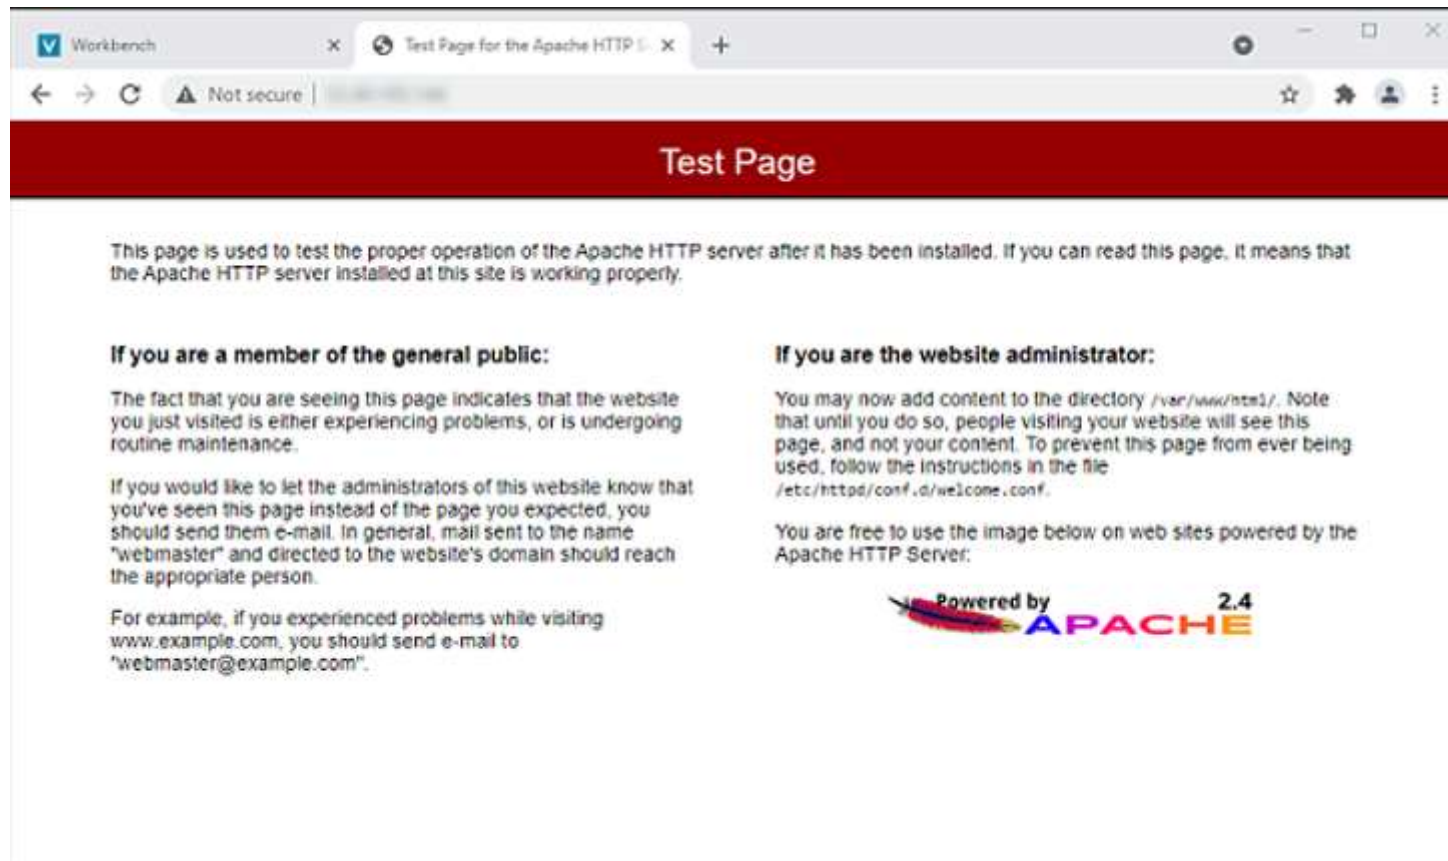 Workbench
Test Page for the Apache HTTP S
Not secure
Test Page
This page is used to test the proper operation of the Apache HTTP server after it has been installed. If you can read this page, it means that
the Apache HTTP server installed at this site is working properly.
If you are a member of the general public:
The fact that you are seeing this page indicates that the website
you just visited is either experiencing problems, or is undergoing
routine maintenance.
If you would like to let the administrators of this website know that
you've seen this page instead of the page you expected, you
should send them e-mail. In general, mail sent to the name
"webmaster" and directed to the website's domain should reach
the appropriate person.
For example, if you experienced problems while visiting
www.example.com, you should send e-mail to
"webmaster@example.com".
If you are the website administrator:
You may now add content to the directory /var/www/html/. Note
that until you do so, people visiting your website will see this
page, and not your content. To prevent this page from ever being
used, follow the instructions in the file
/etc/httpd/conf.d/welcome.conf.
You are free to use the image below on web sites powered by the
Apache HTTP Server:
Powered by 2.4
APACHE